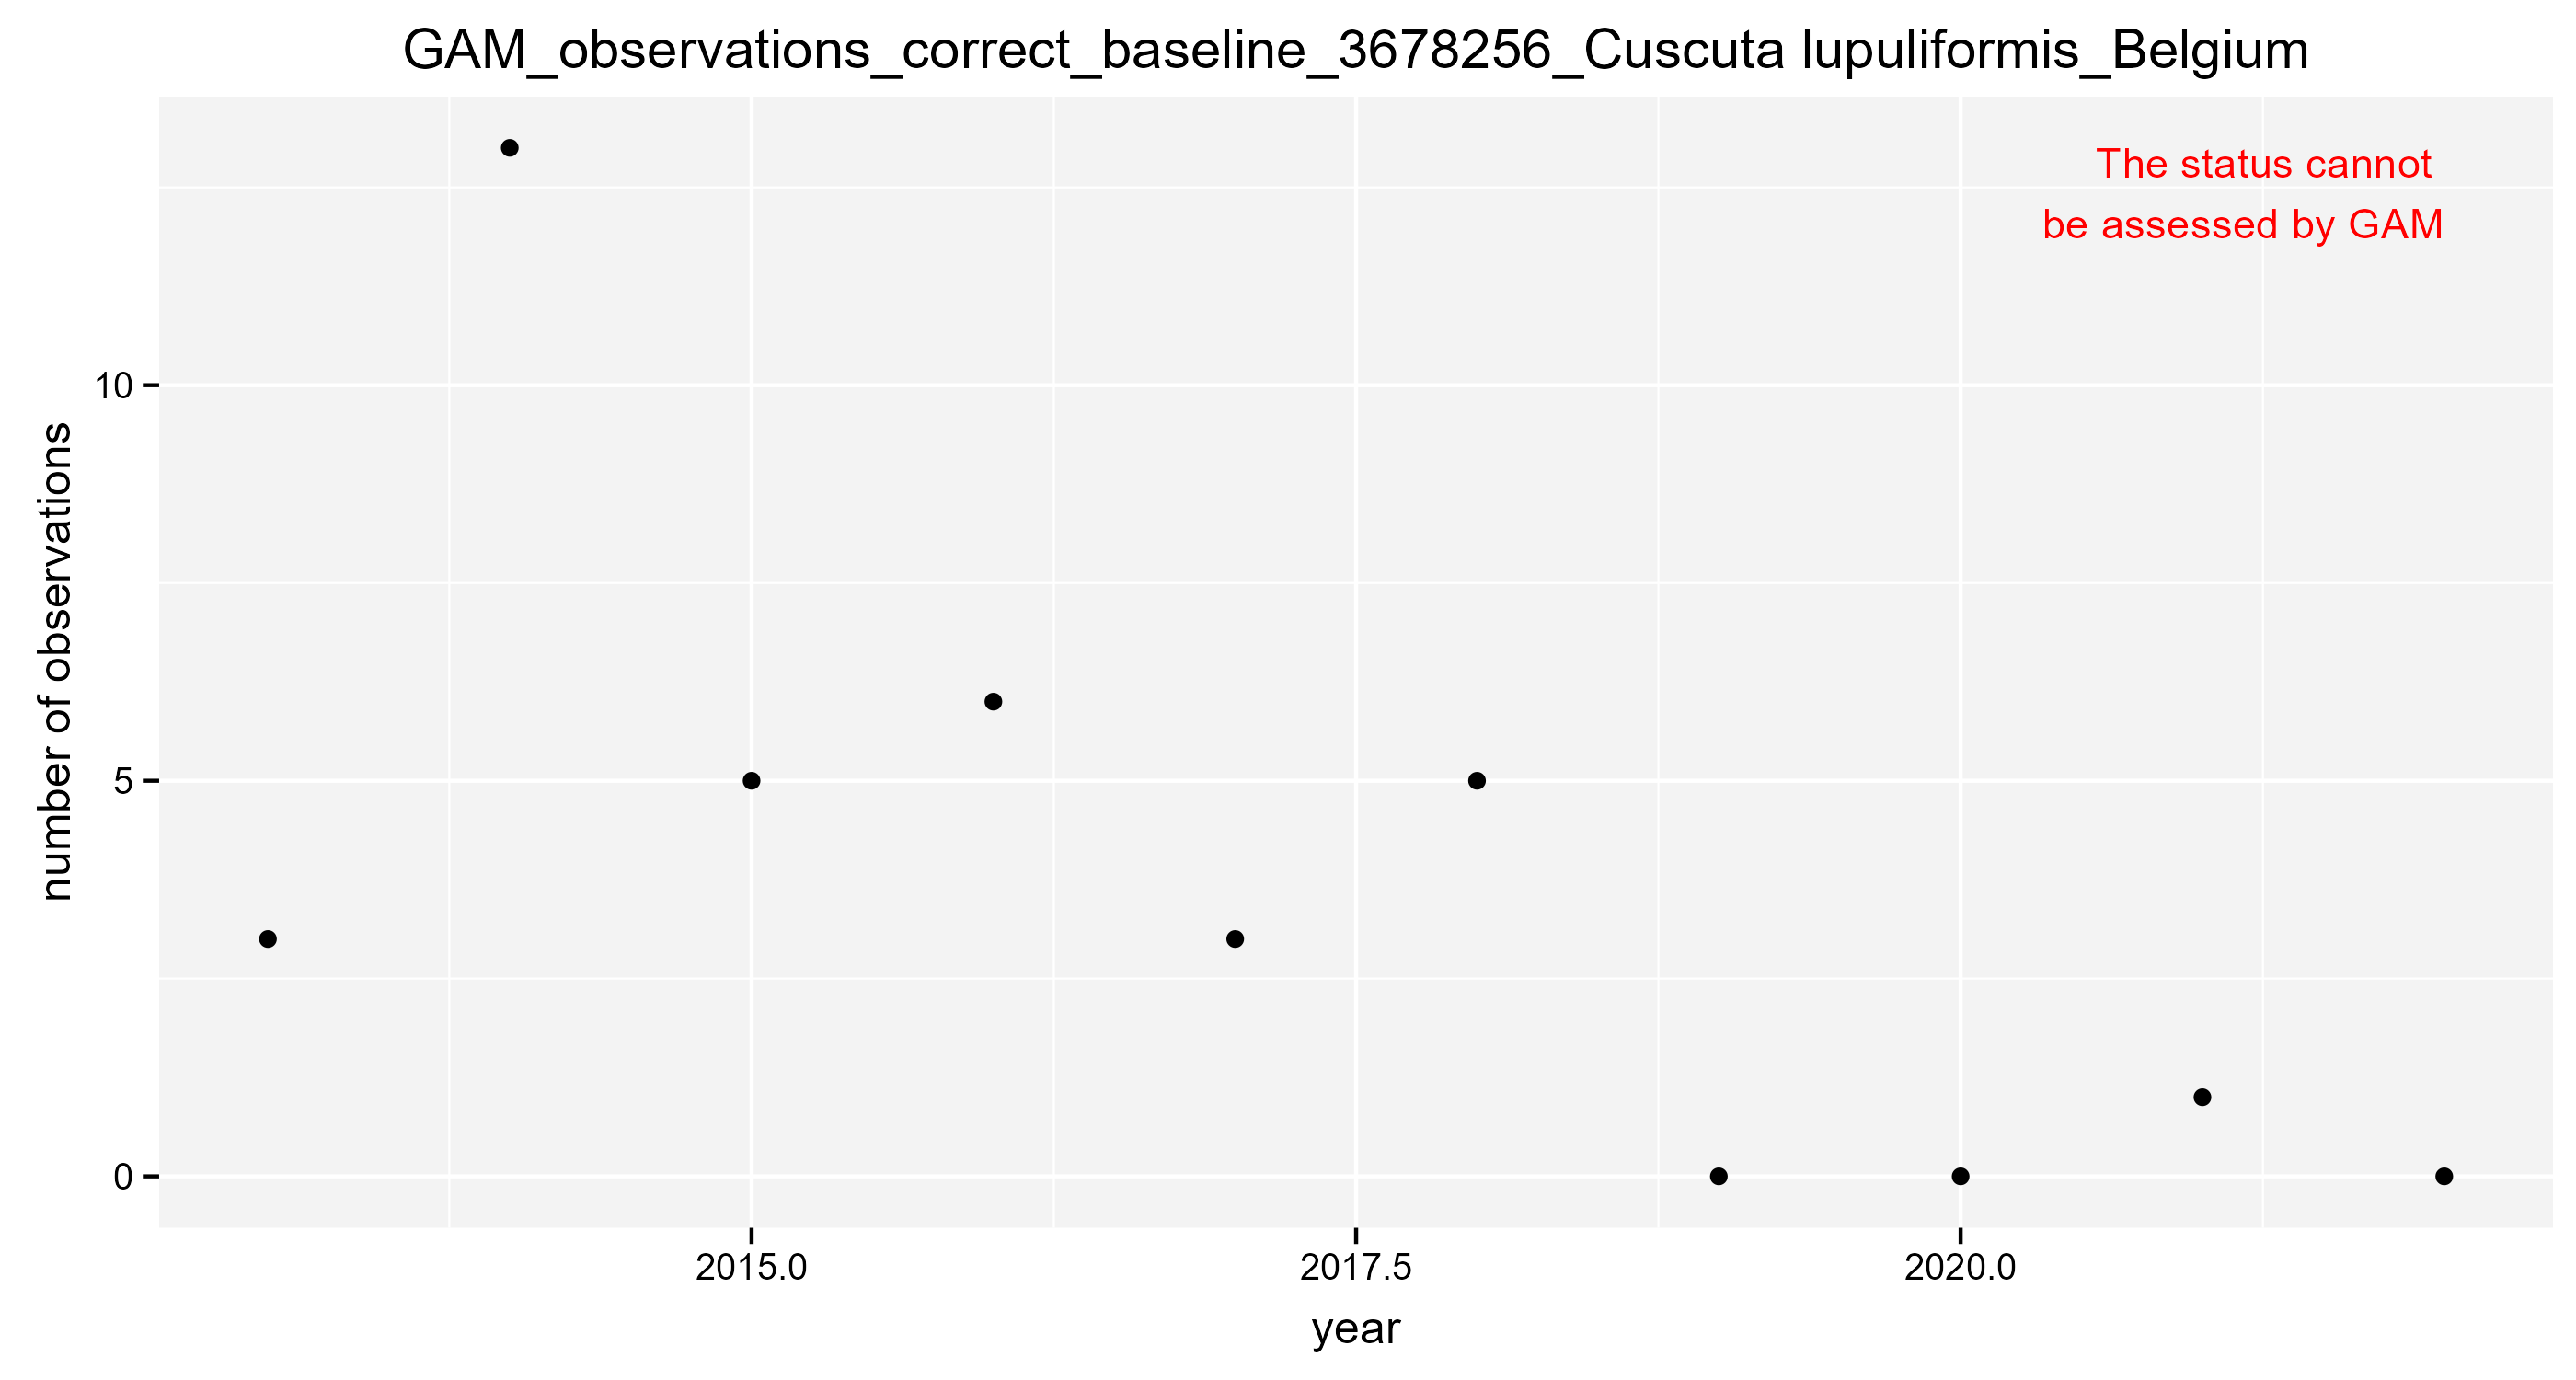 GAM_observations_correct_baseline_3678256_Cuscuta lupuliformis_Belgium
The status cannot
be assessed by GAM
number of observations
10
5
0
2015.0
2017.5
2020.0
year